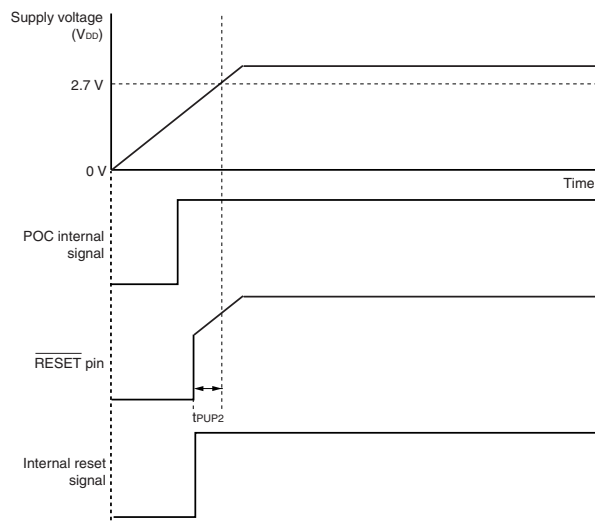 Supply voltage
(VDD)
2.7 V
0 V
Time
POC internal
signal
RESET pin
tPUP2
Internal reset
signal